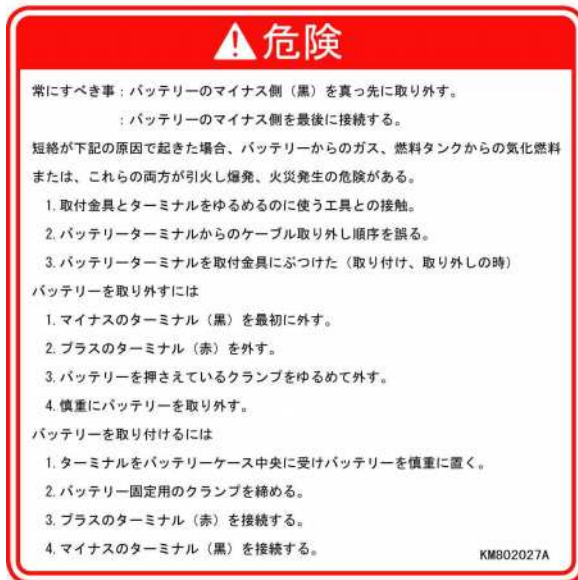 危険
常にすべき事：バッテリーのマイナス側（黒）を真っ先に取り外す。
：バッテリーのマイナス側を最後に接続する。
短絡が下記の原因で起きた場合、バッテリーからのガス、燃料タンクからの気化燃料
または、これらの両方が引火し爆発、火災発生の危険がある。
1. 取付金具とターミナルをゆるめるのに使う工具との接触。
2. バッテリーターミナルからのケーブル取り外し順序を誤る。
3. バッテリーターミナルを取付金具にぶつけた（取り付け、取り外しの時）
バッテリーを取り外すには
1. マイナスのターミナル（黒）を最初に外す。
2. プラスのターミナル（赤）を外す。
3. バッテリーを押さえているクランプをゆるめて外す。
4. 慎重にバッテリーを取り外す。
バッテリーを取り付けるには
1. ターミナルをバッテリーケース中央に受けバッテリーを慎重に置く。
2. バッテリー固定用のクランプを締める。
3. プラスのターミナル（赤）を接続する。
4. マイナスのターミナル（黒）を接続する。
KM802027A